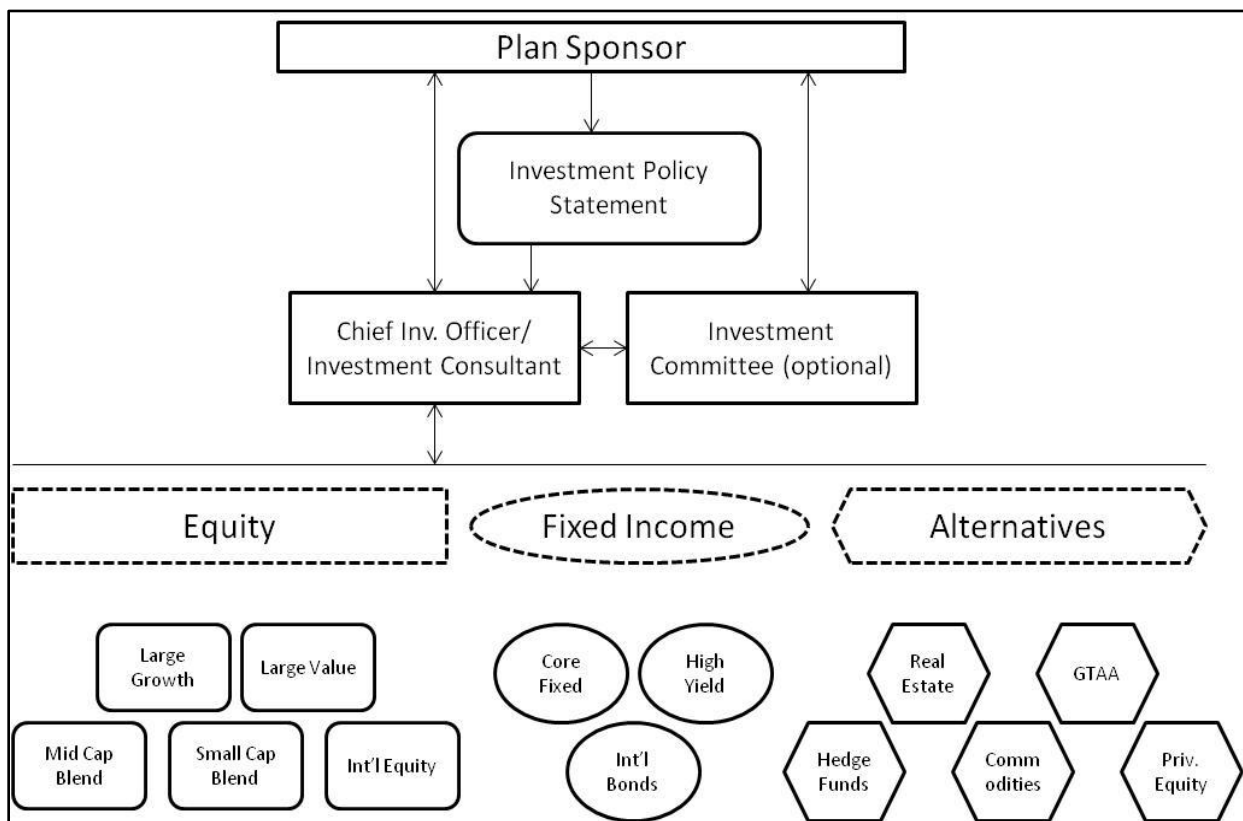 Plan Sponsor
Investment Policy
Statement
Chief Inv. Officer/
Investment Consultant
Investment
Committee (optional)
Equity
Fixed Income
Alternatives
Large
Growth
Large Value
Mid Cap
Blend
Small Cap
Blend
Int'l Equity
Core
Fixed
High
Yield
Int'l
Bonds
Real
Estate
GTAA
Hedge
Funds
Comm
odities
Priv.
Equity